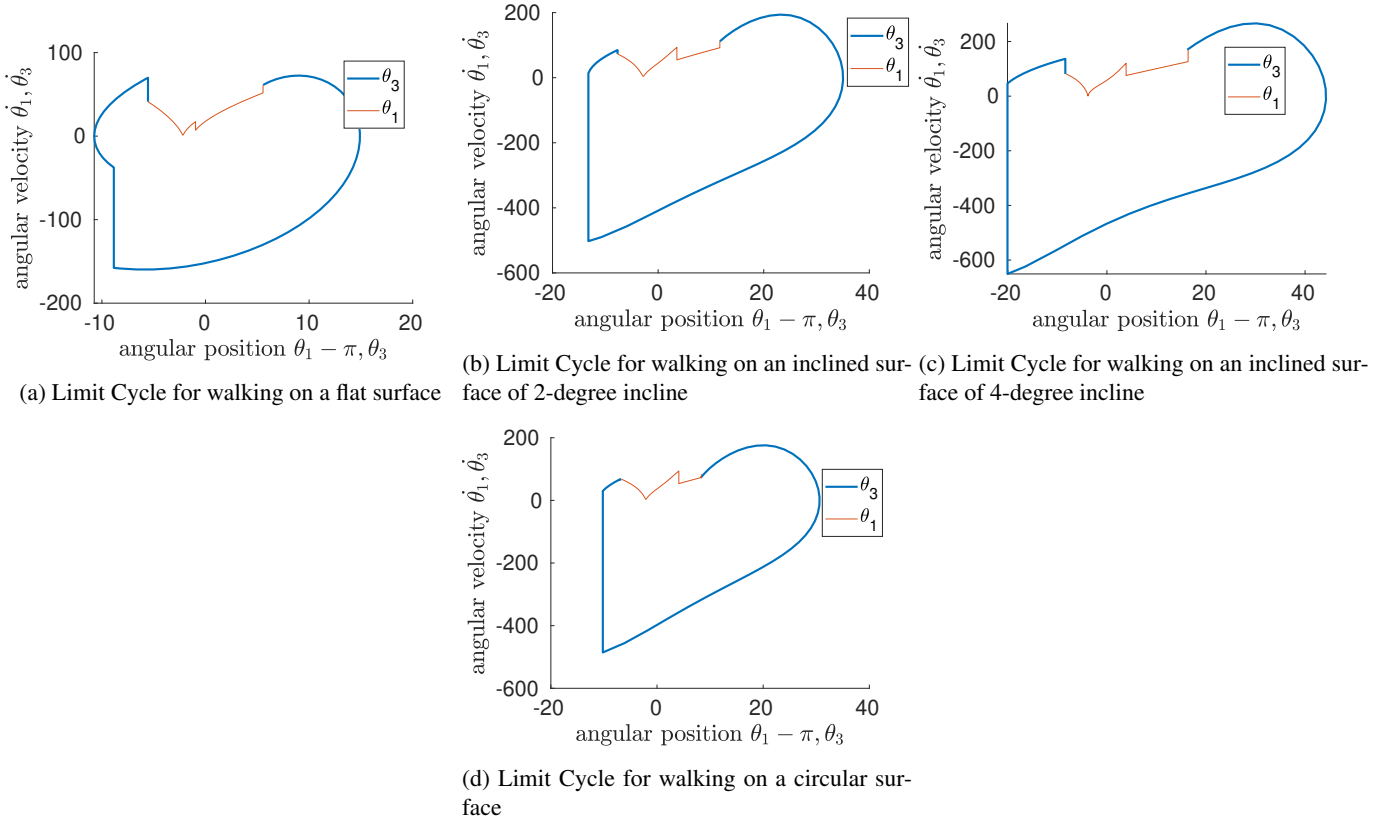 100
0
-100
-200
-10
0
10
20
angular velocity θ̇₁, θ̇₃
angular position θ₁ − π, θ₃
θ₃
θ₁
(a) Limit Cycle for walking on a flat surface
200
0
-200
-400
-600
-20
0
20
40
angular velocity θ̇₁, θ̇₃
angular position θ₁ − π, θ₃
θ₃
θ₁
(b) Limit Cycle for walking on an inclined sur-
face of 2-degree incline
200
0
-200
-400
-600
-20
0
20
40
angular velocity θ̇₁, θ̇₃
angular position θ₁ − π, θ₃
θ₃
θ₁
(c) Limit Cycle for walking on an inclined sur-
face of 4-degree incline
200
0
-200
-400
-600
-20
0
20
40
angular velocity θ̇₁, θ̇₃
angular position θ₁ − π, θ₃
θ₃
θ₁
(d) Limit Cycle for walking on a circular sur-
face